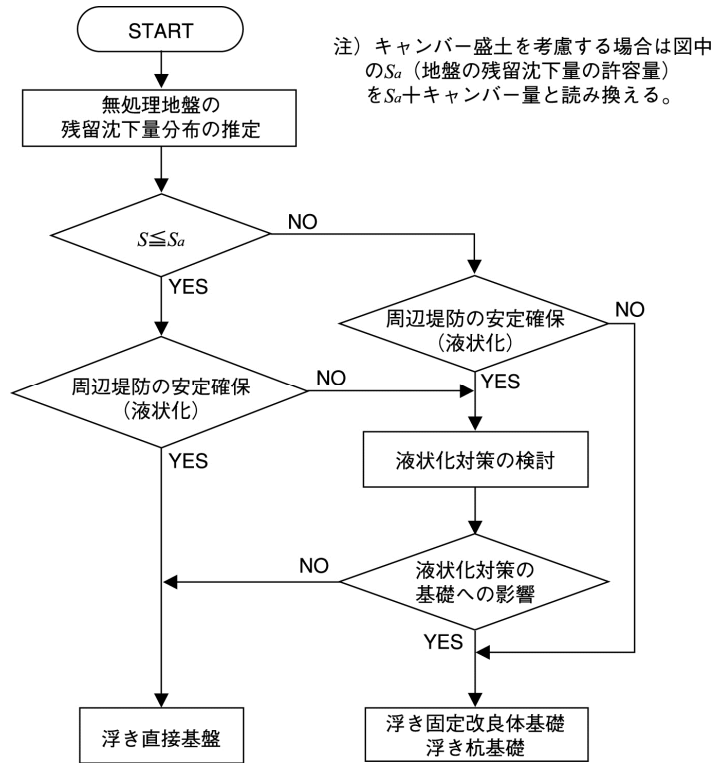 START
注）キャンバー盛土を考慮する場合は図中
のSa（地盤の残留沈下量の許容量）
をSa＋キャンバー量と読み換える。
無処理地盤の
残留沈下量分布の推定
S≦Sa
NO
YES
周辺堤防の安定確保
（液状化）
NO
YES
周辺堤防の安定確保
（液状化）
NO
YES
液状化対策の検討
液状化対策の
基礎への影響
NO
YES
浮き直接基盤
浮き固定改良体基礎
浮き杭基礎